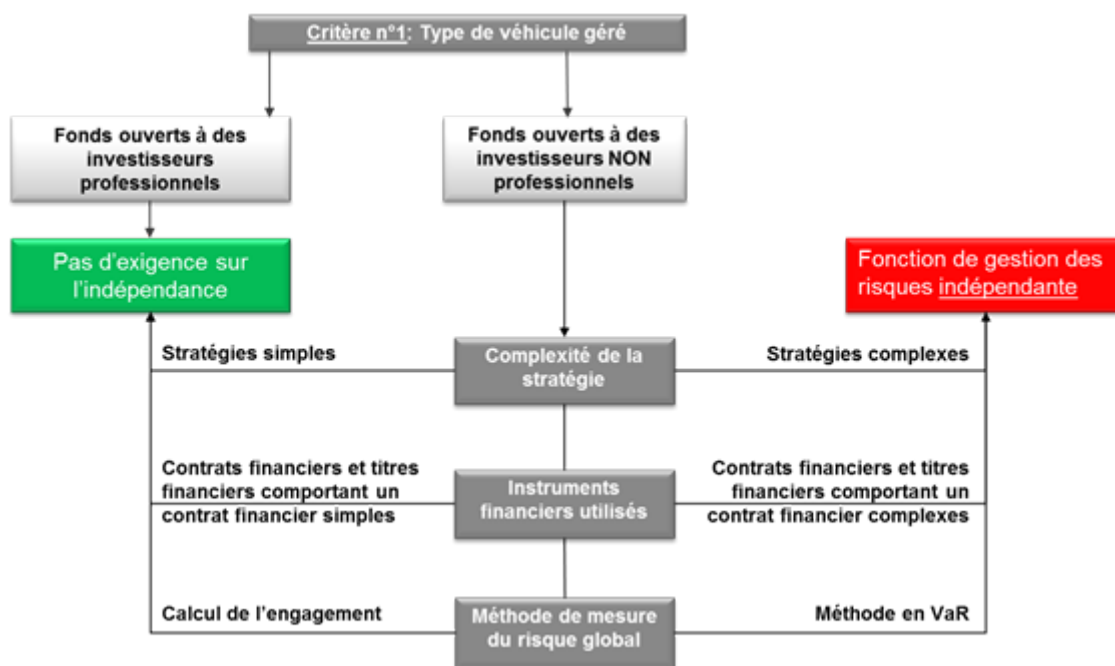 Critère n°1: Type de véhicule géré
Fonds ouverts à des
investisseurs
professionnels
Fonds ouverts à des
investisseurs NON
professionnels
Pas d'exigence sur
l'indépendance
Fonction de gestion des
risques indépendante
Stratégies simples
Complexité de la
stratégie
Stratégies complexes
Contrats financiers et titres
financiers comportant un
contrat financier simples
Instruments
financiers utilisés
Contrats financiers et titres
financiers comportant un
contrat financier complexes
Calcul de l'engagement
Méthode de mesure
du risque global
Méthode en VaR